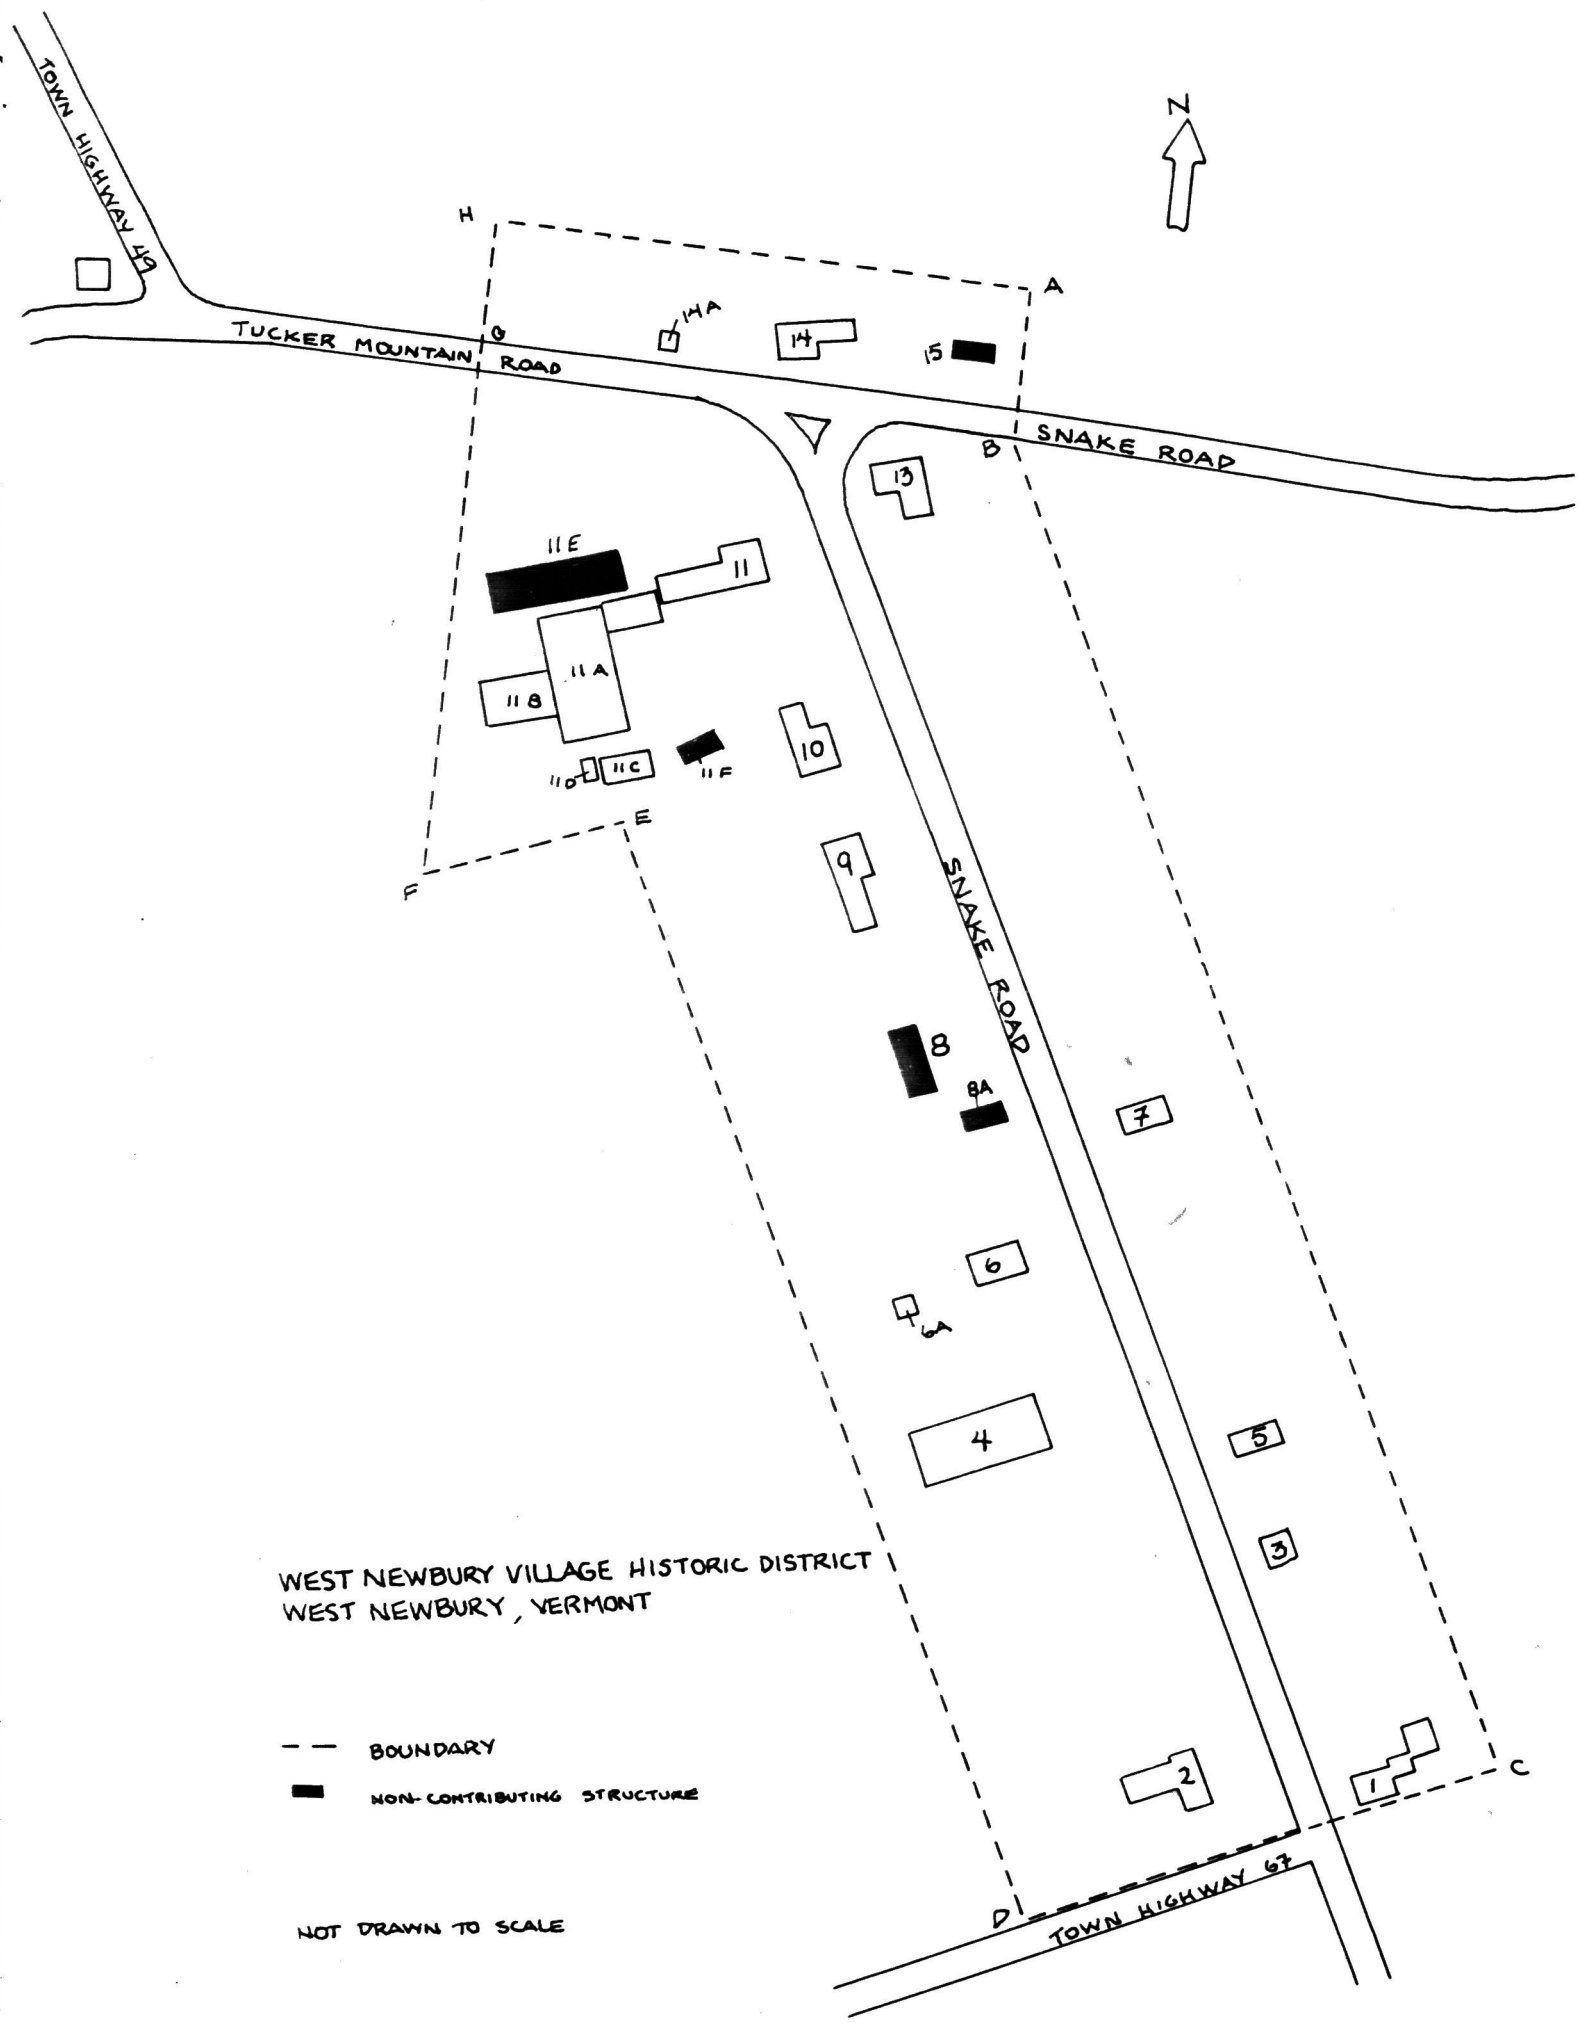 N
TOWN HIGHWAY 49
H
A
14A
14
15
G
TUCKER MOUNTAIN ROAD
B
SNAKE ROAD
13
11E
11
11A
11B
10
11D
11C
11F
E
F
9
SNAKE ROAD
8
8A
7
6
6A
4
5
3
WEST NEWBURY VILLAGE HISTORIC DISTRICT
WEST NEWBURY, VERMONT
BOUNDARY
NON-CONTRIBUTING STRUCTURE
2
1
C
D
TOWN HIGHWAY 67
NOT DRAWN TO SCALE